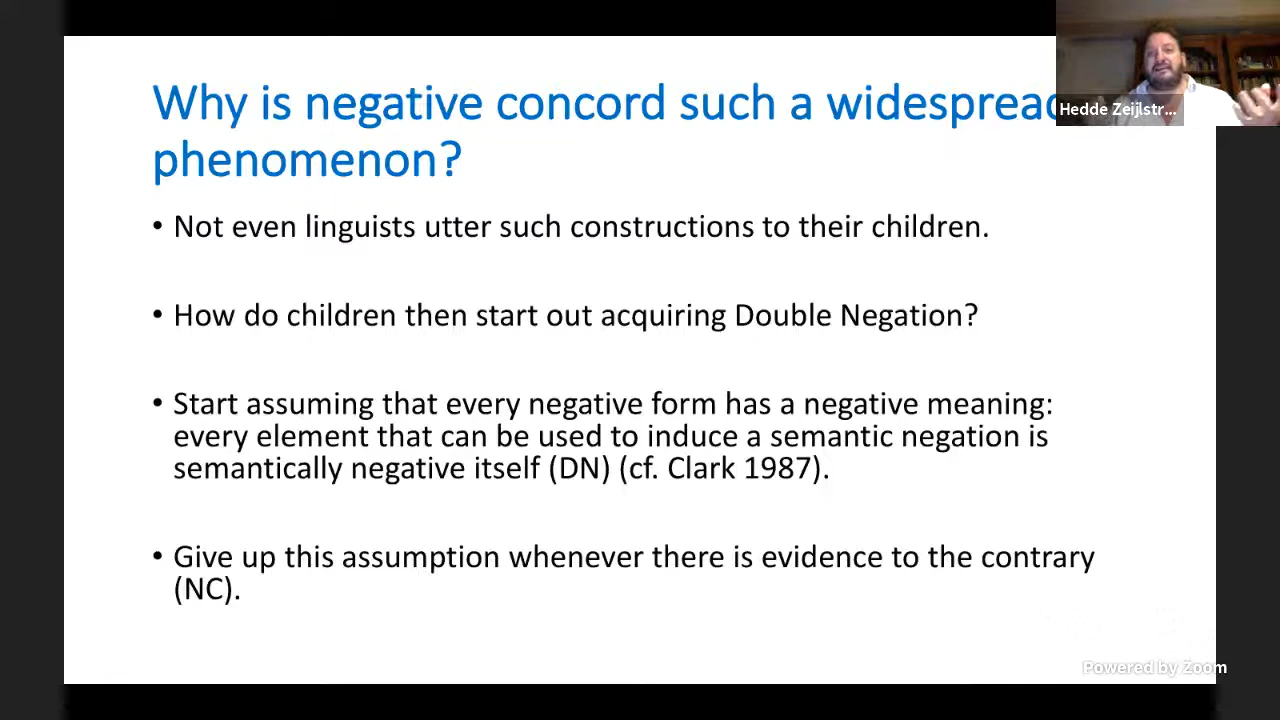 Why is negative concord such a widespread
phenomenon?
Hedde Zeijlstr...
• Not even linguists utter such constructions to their children.
• How do children then start out acquiring Double Negation?
• Start assuming that every negative form has a negative meaning:
every element that can be used to induce a semantic negation is
semantically negative itself (DN) (cf. Clark 1987).
• Give up this assumption whenever there is evidence to the contrary
(NC).
Powered by Zoom